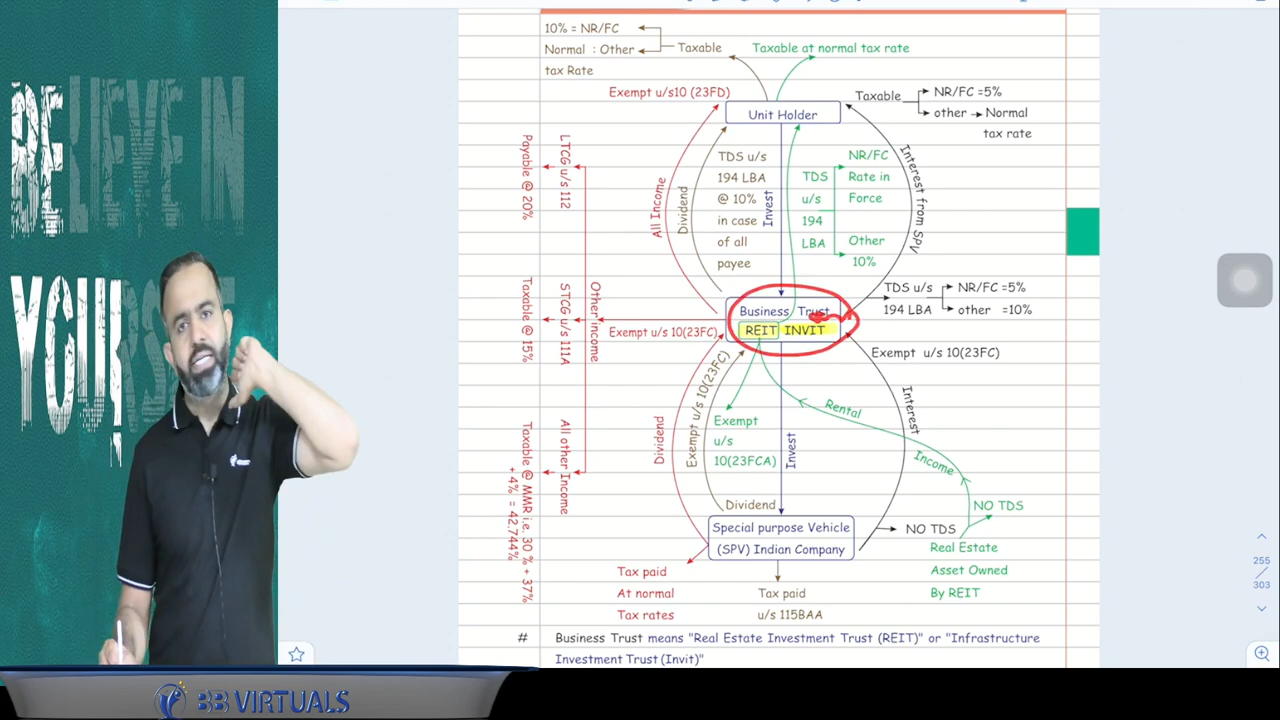 BELIEVE IN
YOURSELF
10% = NR/FC
Normal : Other
tax Rate
Taxable
Taxable at normal tax rate
Exempt u/s10 (23FD)
Unit Holder
Taxable
NR/FC =5%
other → Normal
tax rate
LTCG u/s 112
Payable @ 20%
All Income
Dividend
TDS u/s
194 LBA
@ 10%
in case
of all
payee
Invest
TDS
u/s
194
LBA
NR/FC
Rate in
Force
Other
10%
Interest from SPV
STCG u/s 111A
Taxable @ 15%
Other income
Exempt u/s 10(23FC)
Business Trust
REIT INVIT
TDS u/s
194 LBA
NR/FC =5%
other =10%
Exempt u/s 10(23FC)
All other Income
Taxable @ MMR i.e. 30 % + 37%
+4% = 42.744%
Dividend
Exempt u/s 10(23FC)
Exempt
u/s
10(23FCA)
Invest
Rental
Income
Interest
Dividend
Special purpose Vehicle
(SPV) Indian Company
NO TDS
NO TDS
Real Estate
Asset Owned
By REIT
Tax paid
At normal
Tax rates
Tax paid
u/s 115BAA
255
303
# Business Trust means "Real Estate Investment Trust (REIT)" or "Infrastructure
Investment Trust (Invit)"
BB VIRTUALS